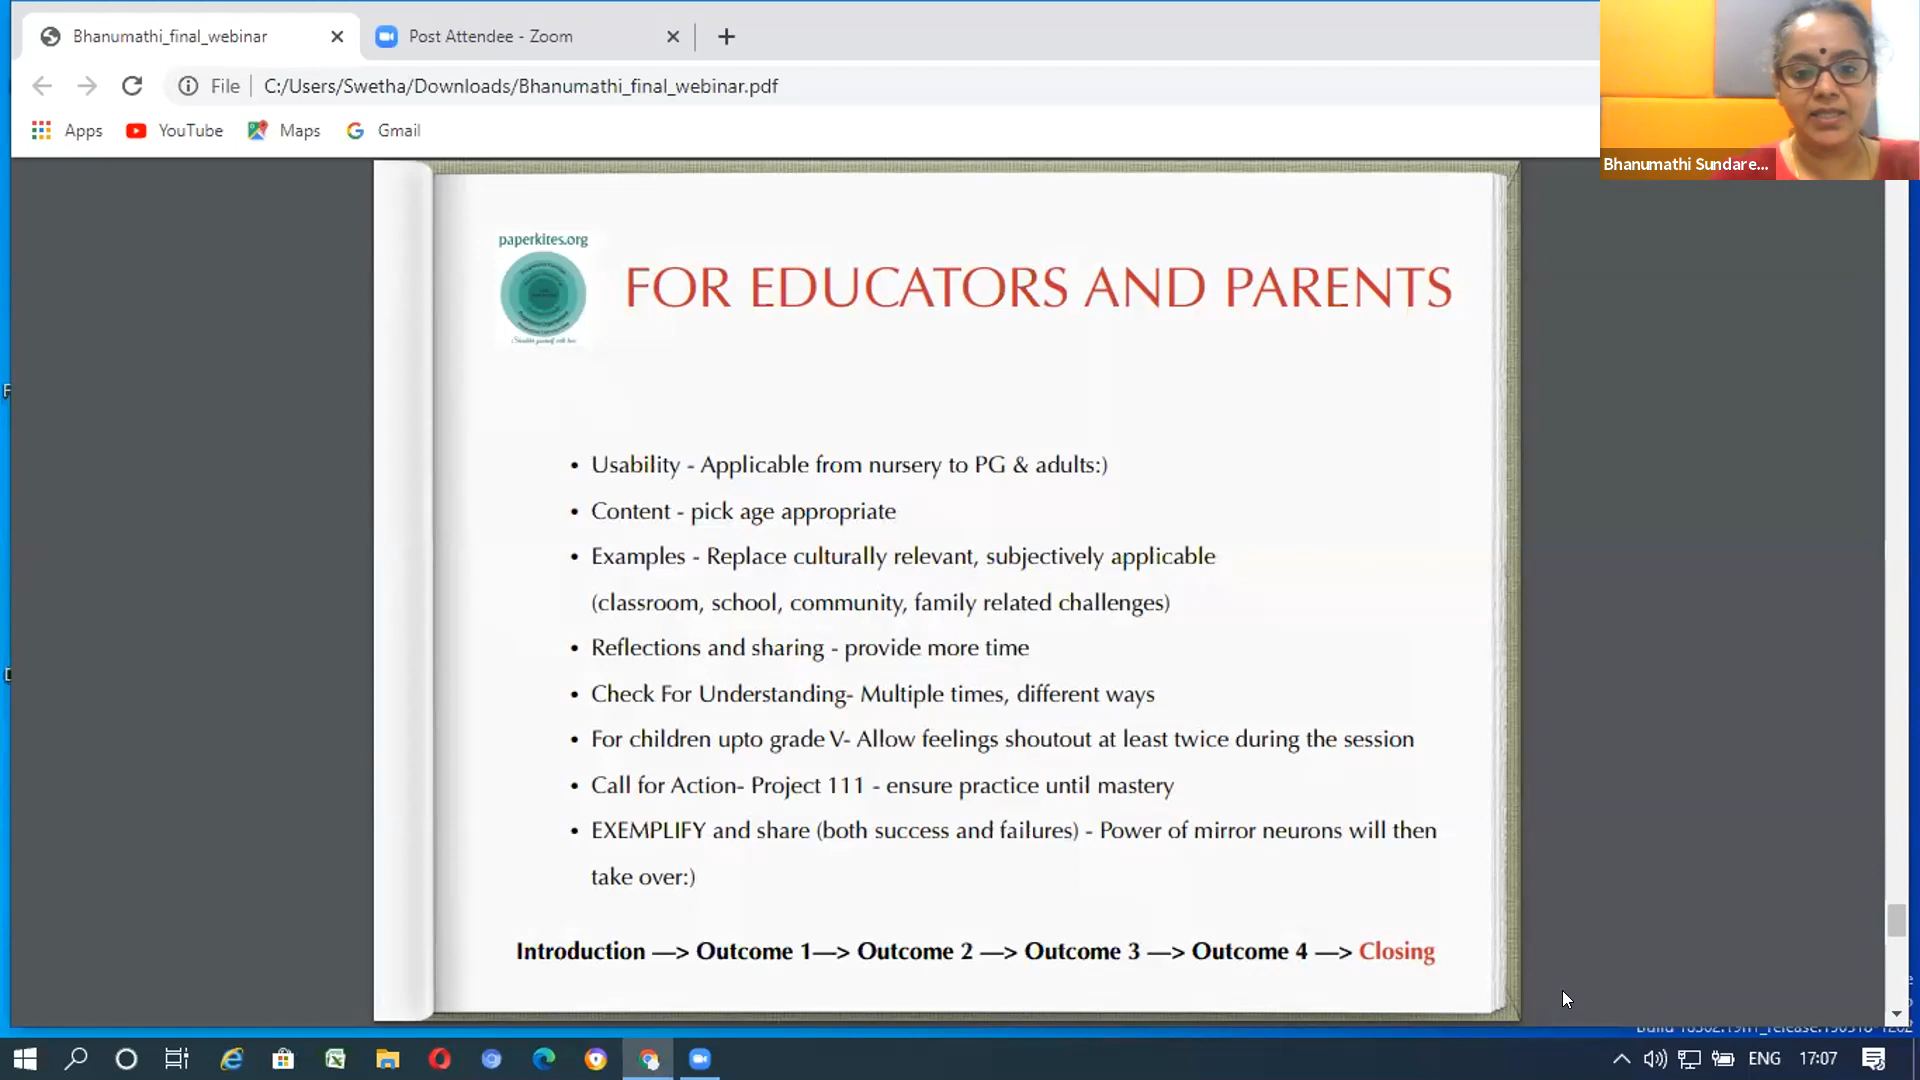 Bhanumathi_final_webinar
Post Attendee - Zoom
File
C:/Users/Swetha/Downloads/Bhanumathi_final_webinar.pdf
Apps
YouTube
Maps
Gmail
Bhanumathi Sundare...
paperkites.org
FOR EDUCATORS AND PARENTS
• Usability - Applicable from nursery to PG & adults:)
• Content - pick age appropriate
• Examples - Replace culturally relevant, subjectively applicable
(classroom, school, community, family related challenges)
• Reflections and sharing - provide more time
• Check For Understanding- Multiple times, different ways
• For children upto grade V- Allow feelings shoutout at least twice during the session
• Call for Action- Project 111 - ensure practice until mastery
• EXEMPLIFY and share (both success and failures) - Power of mirror neurons will then
take over:)
Introduction —> Outcome 1—> Outcome 2 —> Outcome 3 —> Outcome 4 —> Closing
ENG
17:07